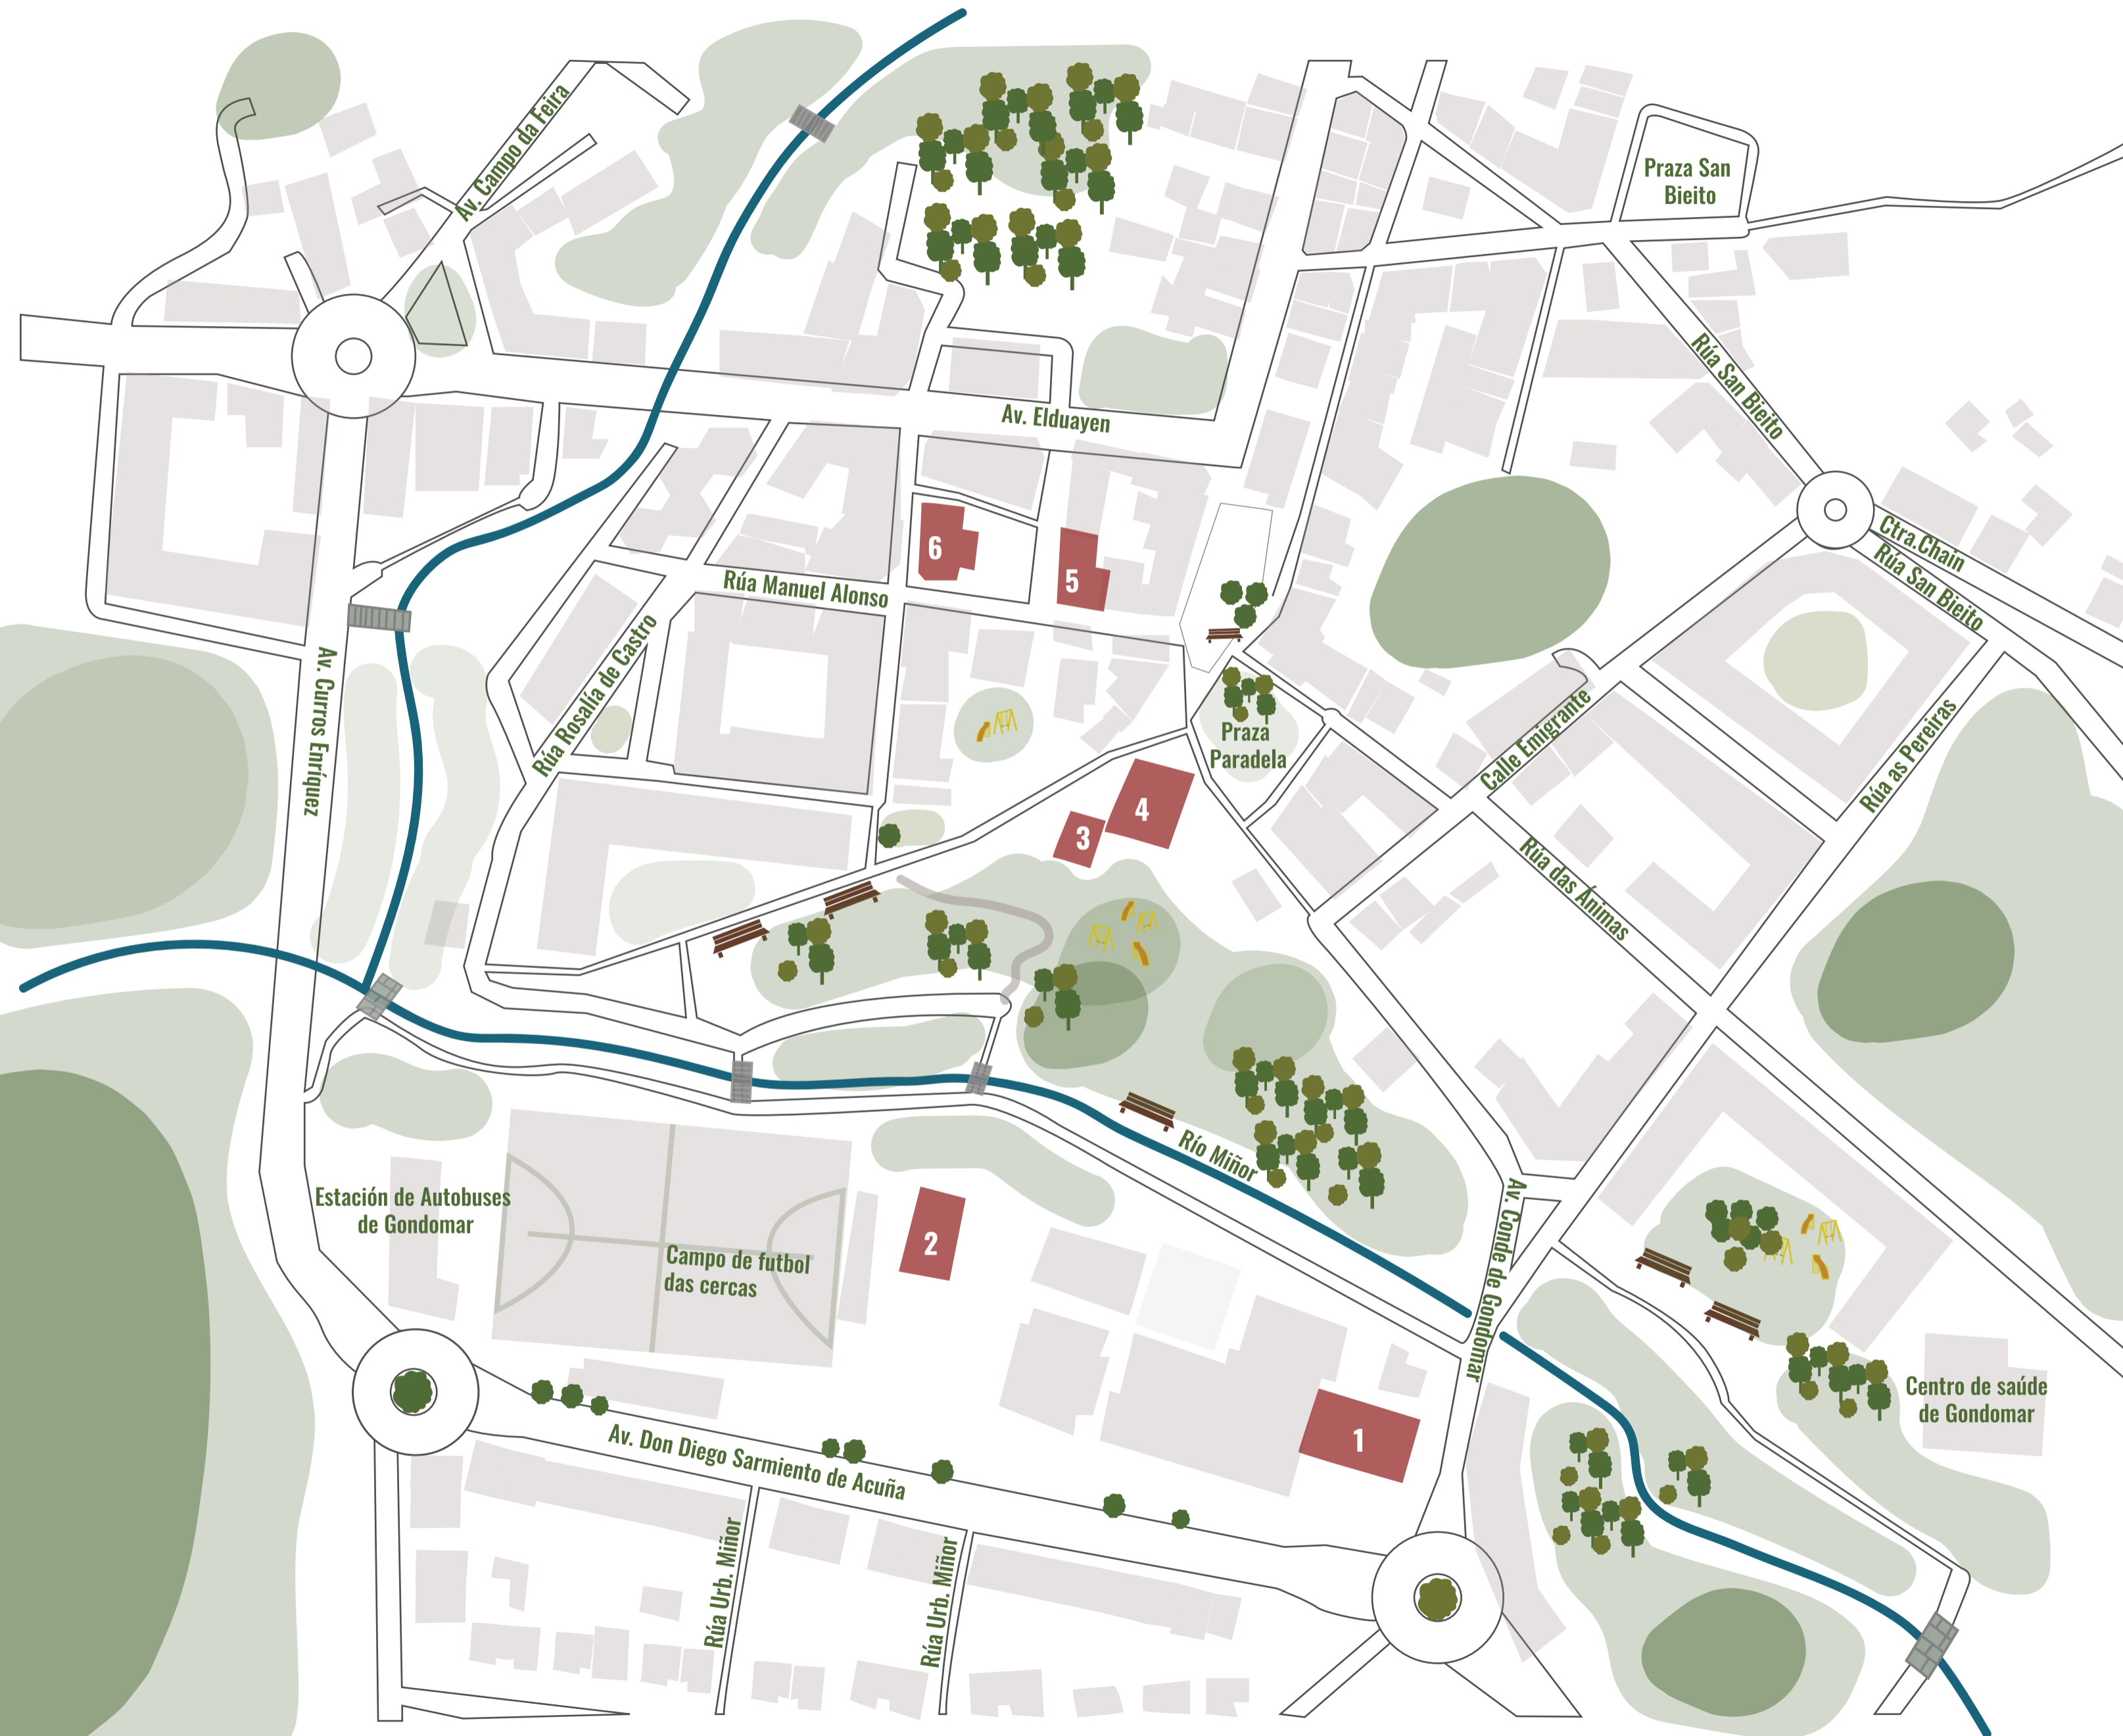 Av. Campo da Feira
Praza San
Bieito
Rúa San Bieito
Av. Elduayen
Ctra.Chain
Rúa San Bieito
6
5
Rúa Manuel Alonso
Rúa Rosalía de Castro
Av. Curros Enríquez
Praza
Paradela
Calle Emigrante
Rúa as Pereiras
4
3
Rúa das Ánimas
Río Miñor
Estación de Autobuses
de Gondomar
Campo de futbol
das cercas
2
Av. Conde de Gondomar
Centro de saúde
de Gondomar
1
Av. Don Diego Sarmiento de Acuña
Rúa Urb. Miñor
Rúa Urb. Miñor